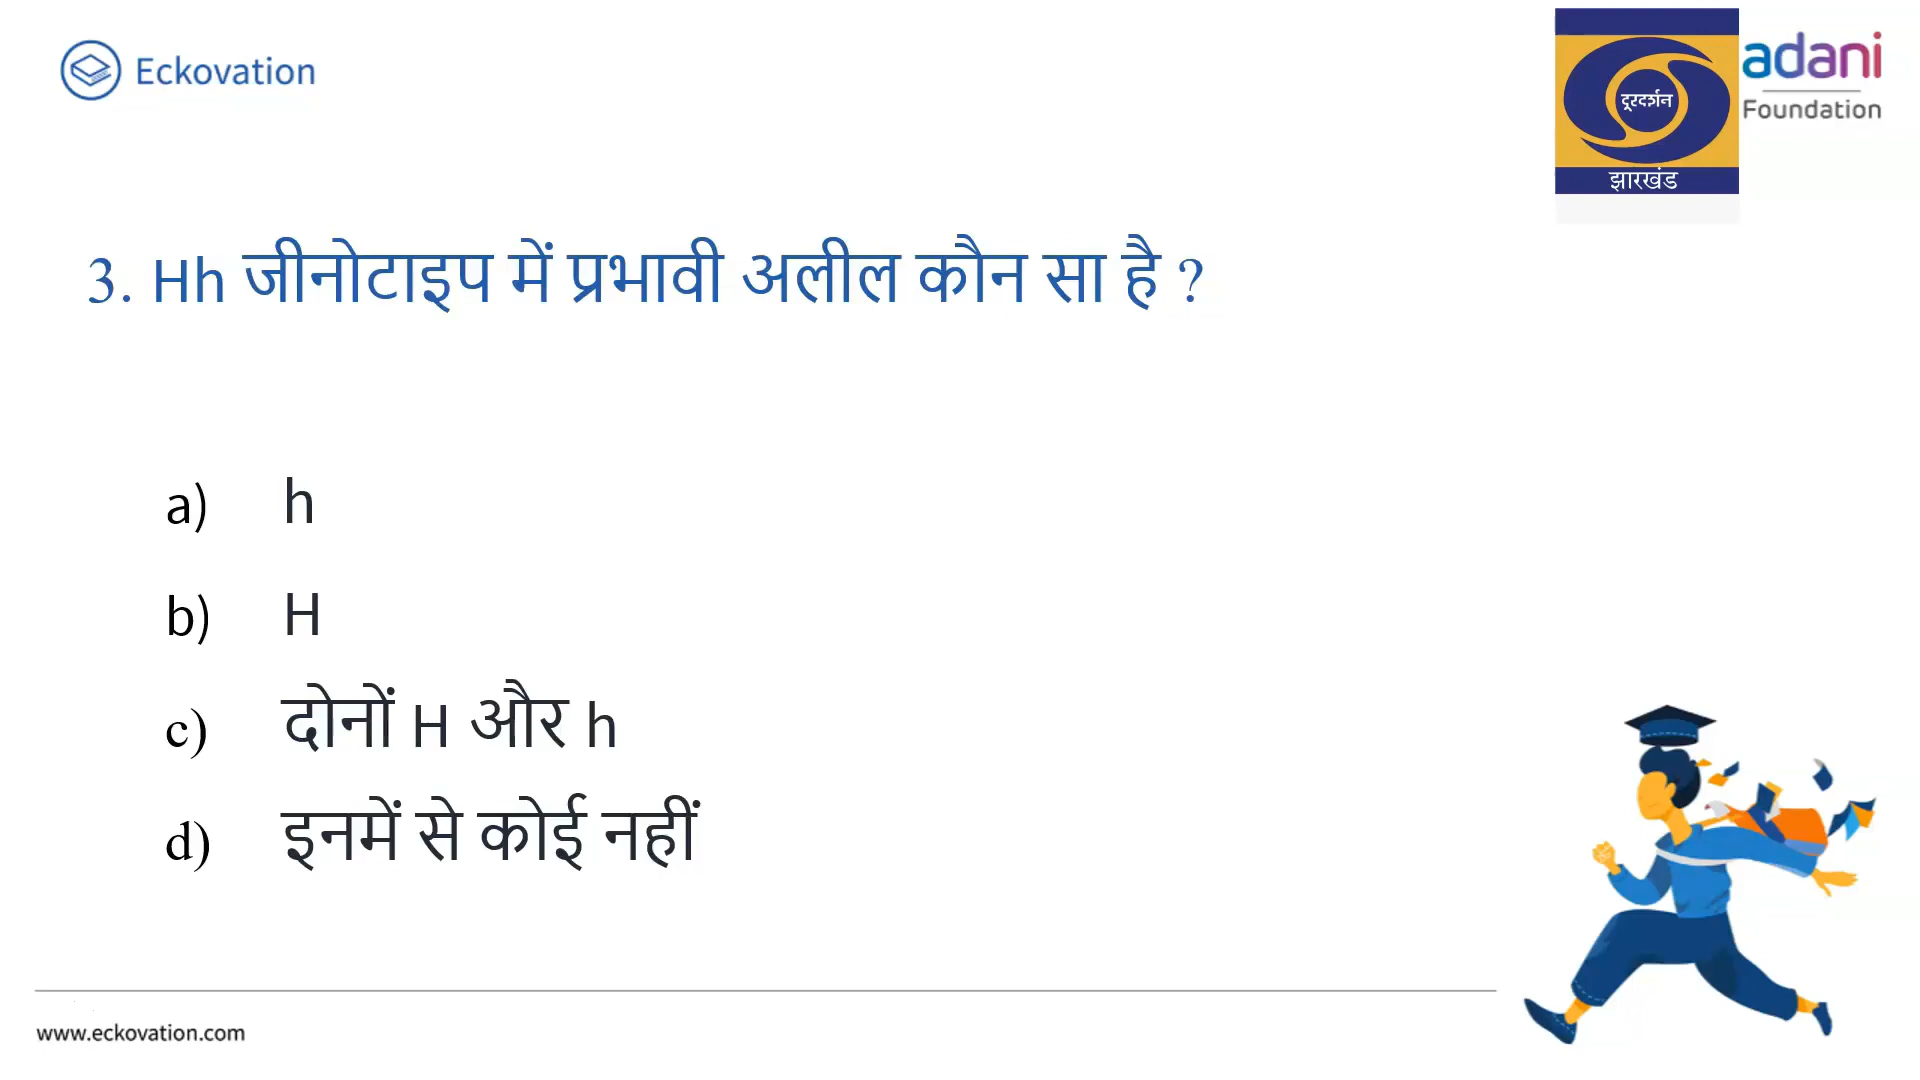 Eckovation
दूरदर्शन
adani
Foundation
झारखंड
3. Hh जीनोटाइप में प्रभावी अलील कौन सा है ?
a) h
b) H
c) दोनों H और h
d) इनमें से कोई नहीं
www.eckovation.com